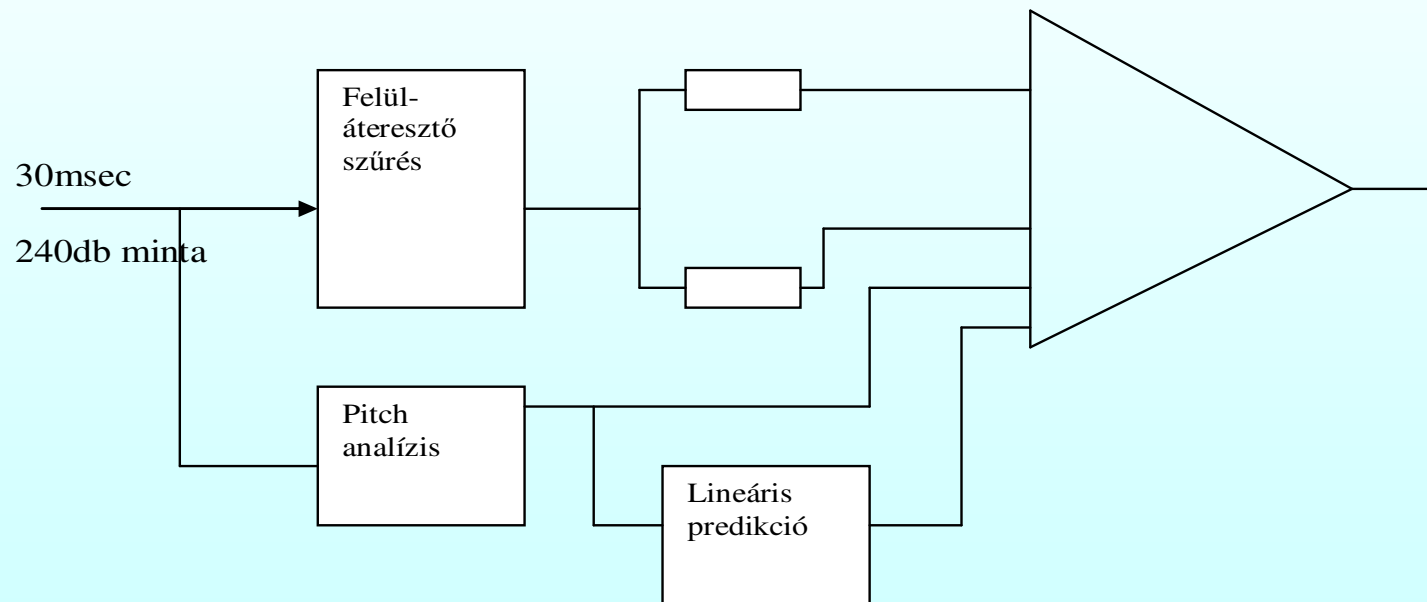 Felül-
áteresztő
szűrés
30msec
240db minta
Pitch
analízis
Lineáris
predikció